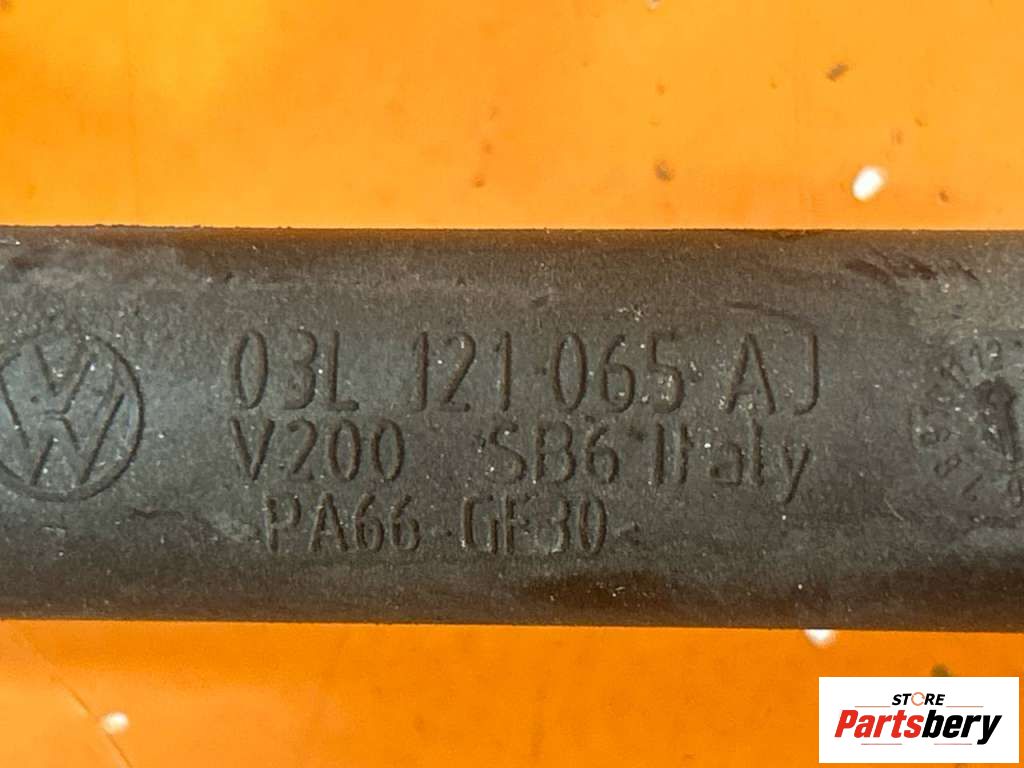 03L 121 065 AJ
V200 SB6 Italy
PA66 GF30
STORE
Partsbery